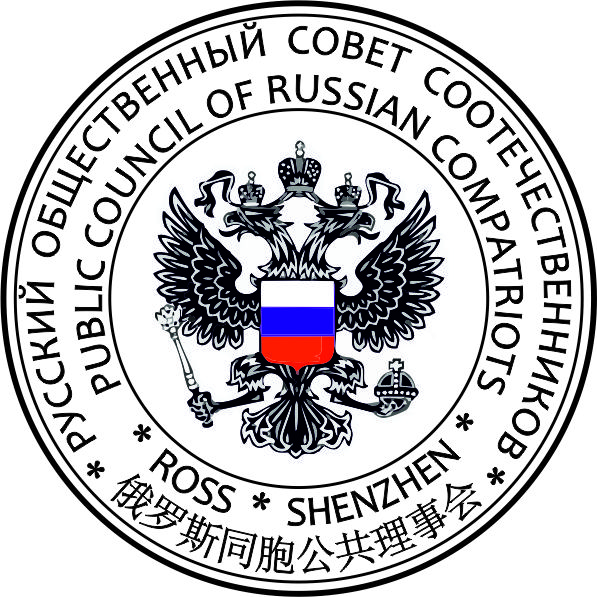 * РУССКИЙ ОБЩЕСТВЕННЫЙ СОВЕТ СООТЕЧЕСТВЕННИКОВ *
PUBLIC COUNCIL OF RUSSIAN COMPATRIOTS
* ROSS * SHENZHEN *
俄罗斯同胞公共理事会